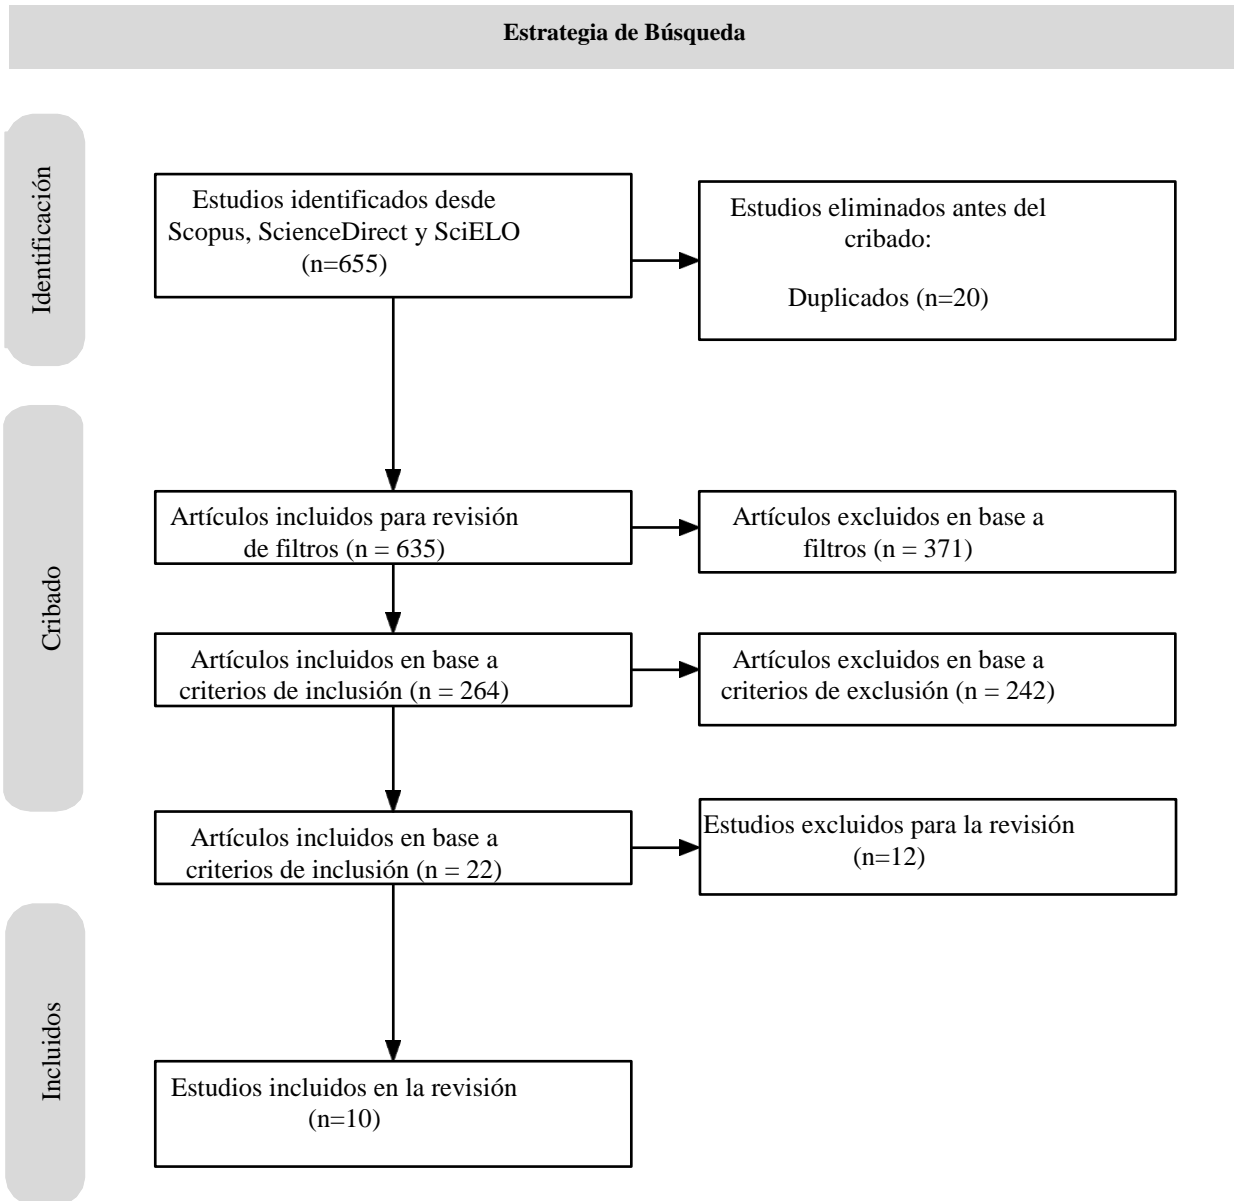 Estrategia de Búsqueda
Identificación
Estudios identificados desde
Scopus, ScienceDirect y SciELO
(n=655)
Estudios eliminados antes del
cribado:
Duplicados (n=20)
Cribado
Artículos incluidos para revisión
de filtros (n = 635)
Artículos excluidos en base a
filtros (n = 371)
Artículos incluidos en base a
criterios de inclusión (n = 264)
Artículos excluidos en base a
criterios de exclusión (n = 242)
Artículos incluidos en base a
criterios de inclusión (n = 22)
Estudios excluidos para la revisión
(n=12)
Incluidos
Estudios incluidos en la revisión
(n=10)